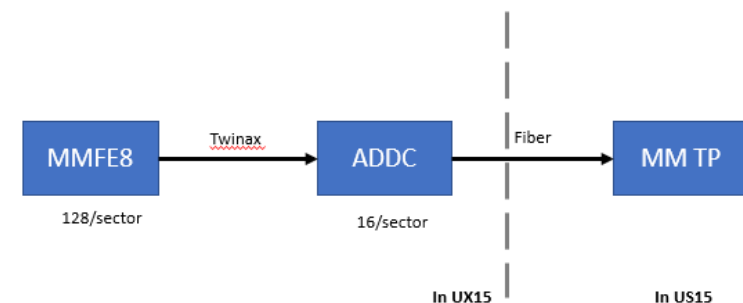 Twinax
Fiber
MMFE8
ADDC
MM TP
128/sector
16/sector
In UX15
In US15